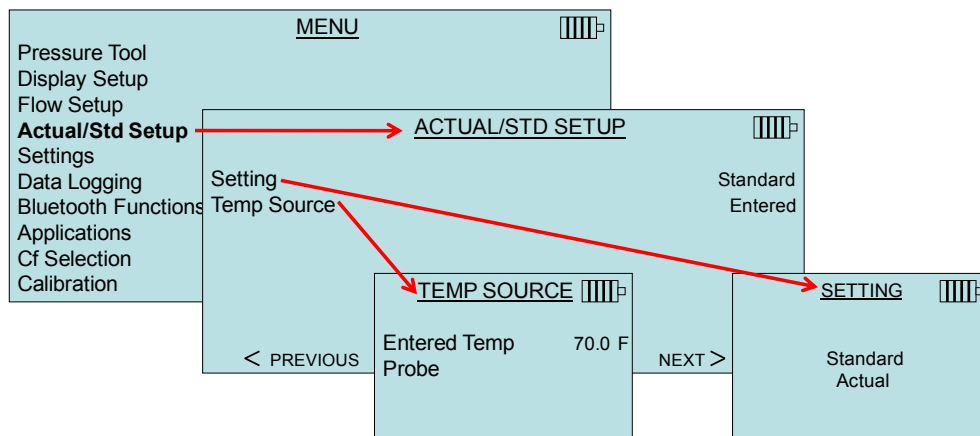 MENU
Pressure Tool
Display Setup
Flow Setup
Actual/Std Setup
Settings
Data Logging
Bluetooth Functions
Applications
Cf Selection
Calibration
ACTUAL/STD SETUP
Setting Standard
Temp Source Entered
< PREVIOUS NEXT >
TEMP SOURCE
Entered Temp 70.0 F
Probe
SETTING
Standard
Actual